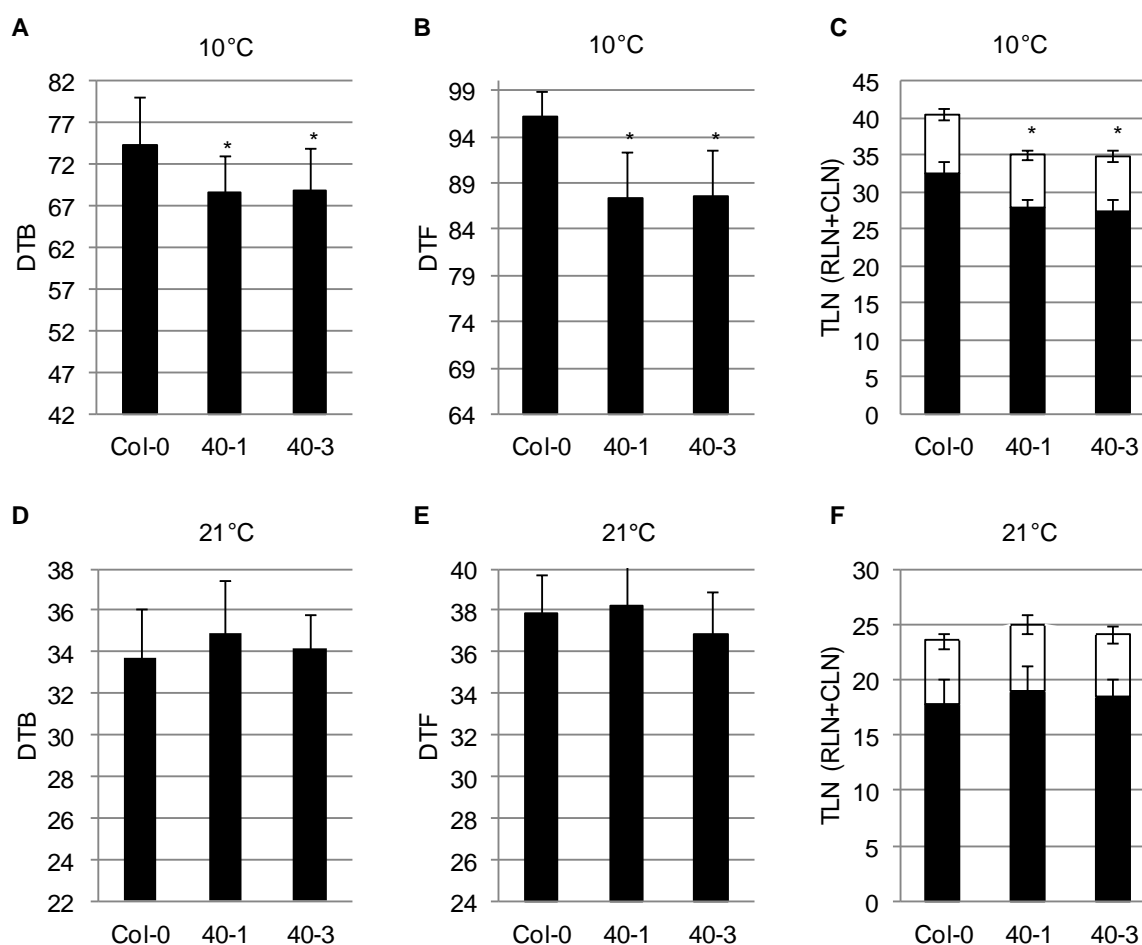 A
10°C
DTB
82
77
72
67
62
57
52
47
42
*
*
Col-0 40-1 40-3
B
10°C
DTF
99
94
89
84
79
74
69
64
*
*
Col-0 40-1 40-3
C
10°C
TLN (RLN+CLN)
45
40
35
30
25
20
15
10
5
0
*
*
Col-0 40-1 40-3
D
21°C
DTB
38
36
34
32
30
28
26
24
22
Col-0 40-1 40-3
E
21°C
DTF
40
38
36
34
32
30
28
26
24
Col-0 40-1 40-3
F
21°C
TLN (RLN+CLN)
30
25
20
15
10
5
0
Col-0 40-1 40-3